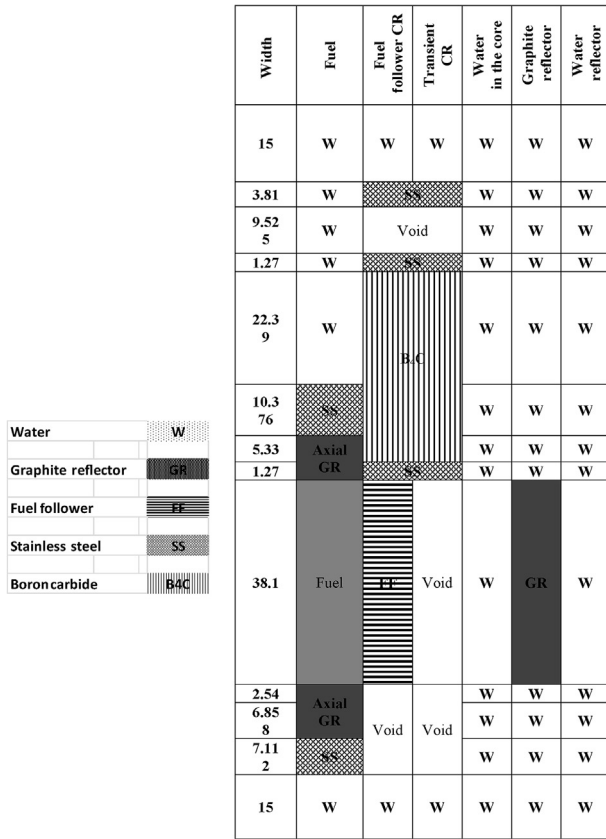 Width Fuel Fuel follower CR Transient CR Water in the core Graphite reflector Water reflector
15 W W W W W W
3.81 W SS W W W
9.525 W Void W W W
1.27 W SS W W W
22.39 W B4C W W W
10.376 SS W W W
5.33 Axial GR W W W
1.27 SS W W W
38.1 Fuel FF Void W GR W
2.54 Axial GR W W W
6.858 Void Void W W W
7.112 SS W W W
15 W W W W W W
Water W
Graphite reflector GR
Fuel follower FF
Stainless steel SS
Boron carbide B4C